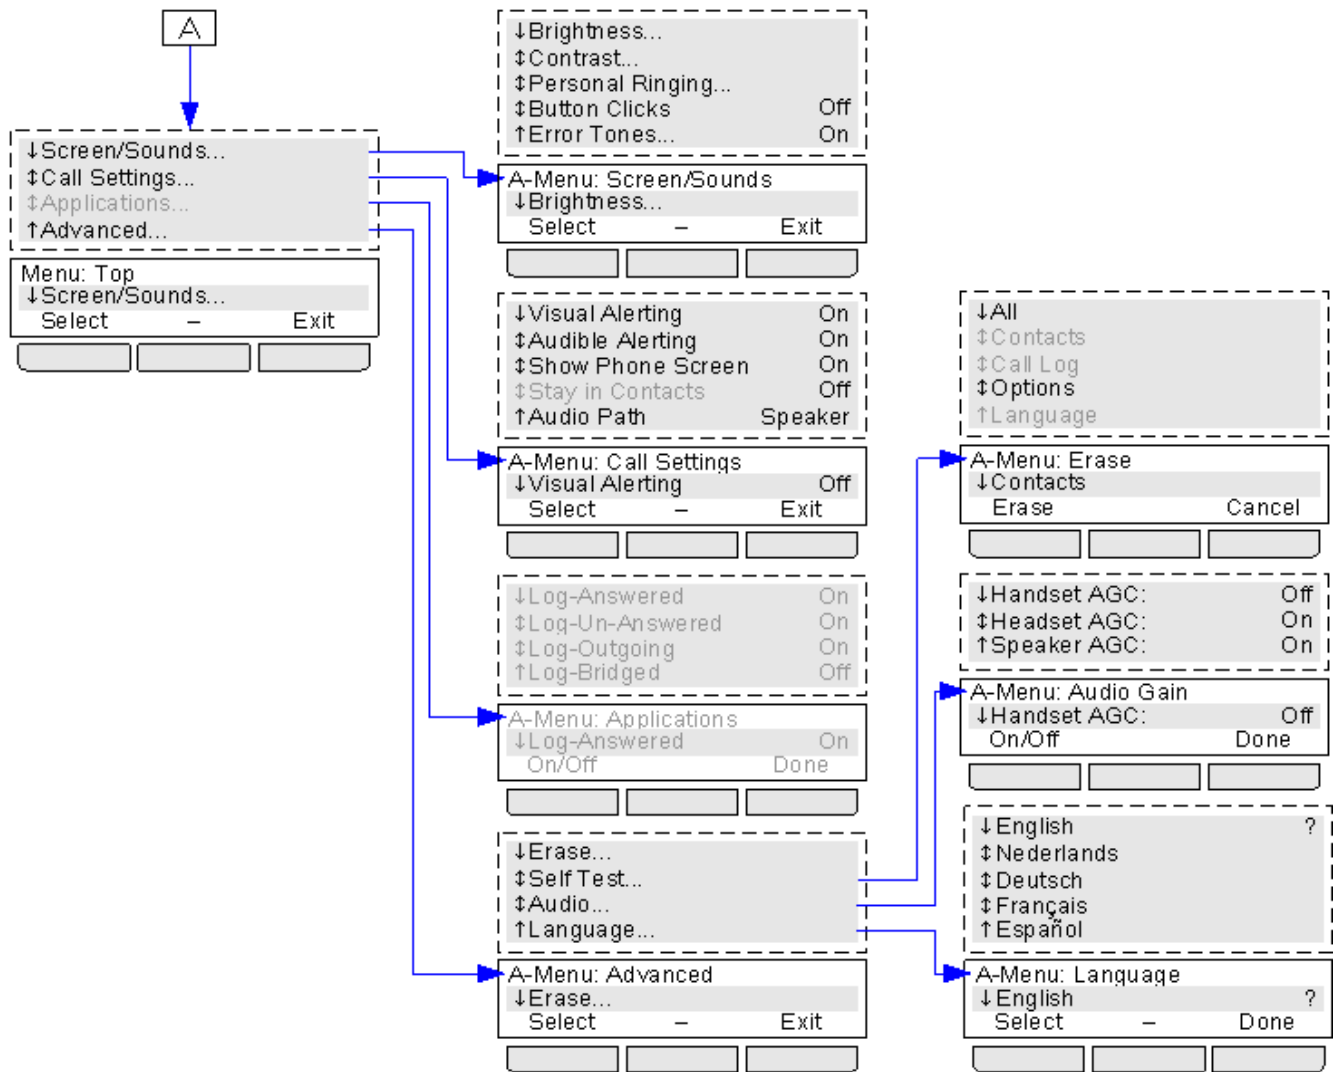 A
↓Screen/Sounds...
↕Call Settings...
↕Applications...
↑Advanced...
Menu: Top
↓Screen/Sounds...
Select – Exit
↓Brightness...
↕Contrast...
↕Personal Ringing...
↕Button Clicks Off
↑Error Tones... On
A-Menu: Screen/Sounds
↓Brightness...
Select – Exit
↓Visual Alerting On
↕Audible Alerting On
↕Show Phone Screen On
↕Stay in Contacts Off
↑Audio Path Speaker
A-Menu: Call Settings
↓Visual Alerting Off
Select – Exit
↓Log-Answered On
↕Log-Un-Answered On
↕Log-Outgoing On
↑Log-Bridged Off
A-Menu: Applications
↓Log-Answered On
On/Off Done
↓Erase...
↕Self Test...
↕Audio...
↑Language...
A-Menu: Advanced
↓Erase...
Select – Exit
↓All
↕Contacts
↕Call Log
↕Options
↑Language
A-Menu: Erase
↓Contacts
Erase Cancel
↓Handset AGC: Off
↕Headset AGC: On
↑Speaker AGC: On
A-Menu: Audio Gain
↓Handset AGC: Off
On/Off Done
↓English ?
↕Nederlands
↕Deutsch
↕Français
↑Español
A-Menu: Language
↓English ?
Select – Done